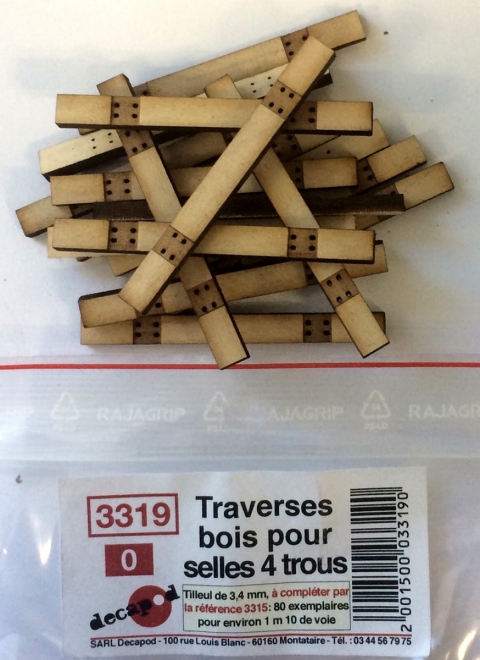 RAJAGRIP
AJAGRIP
RAJAGR
3319
0
decapod
Traverses
bois pour
selles 4 trous
Tilleul de 3,4 mm, à compléter par
la référence 3315: 80 exemplaires
pour environ 1 m 10 de voie
2 001500 033190
SARL Decapod - 100 rue Louis Blanc - 60160 Montataire - Tél. : 03 44 56 79 75